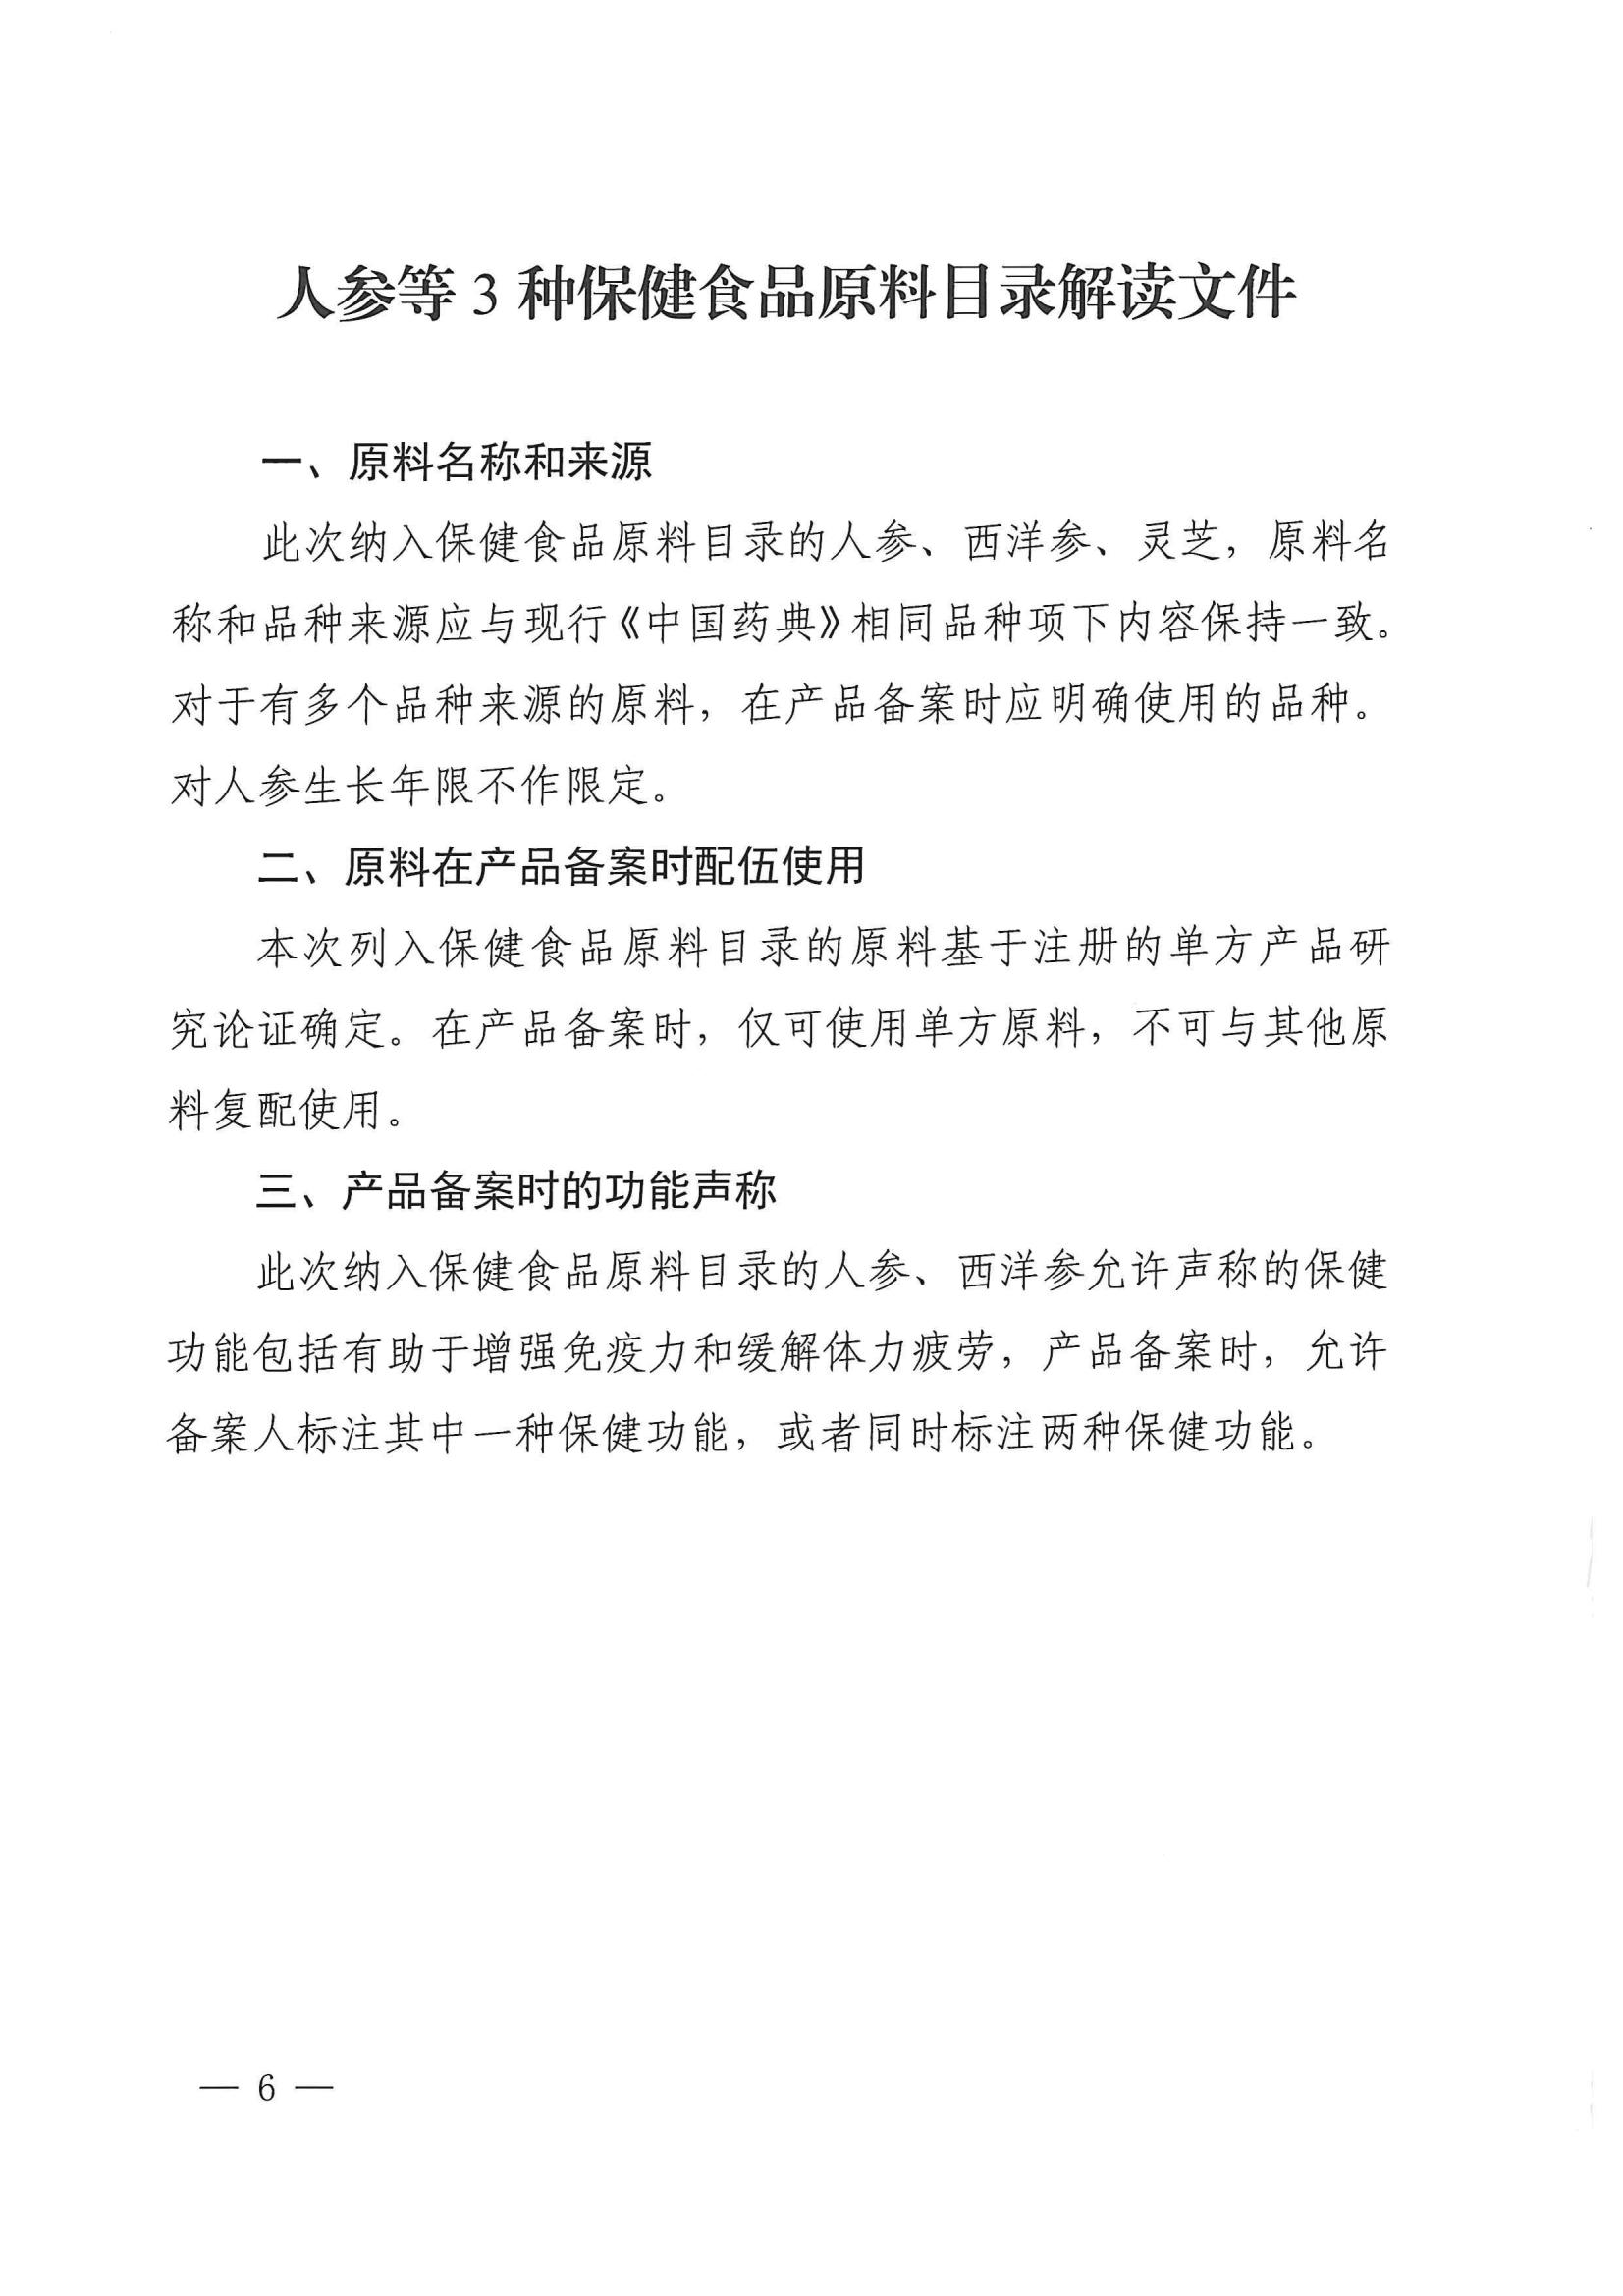 人参等 3 种保健食品原料目录解读文件
一、原料名称和来源
此次纳入保健食品原料目录的人参、西洋参、灵芝，原料名
称和品种来源应与现行《中国药典》相同品种项下内容保持一致。
对于有多个品种来源的原料，在产品备案时应明确使用的品种。
对人参生长年限不作限定。
二、原料在产品备案时配伍使用
本次列入保健食品原料目录的原料基于注册的单方产品研
究论证确定。在产品备案时，仅可使用单方原料，不可与其他原
料复配使用。
三、产品备案时的功能声称
此次纳入保健食品原料目录的人参、西洋参允许声称的保健
功能包括有助于增强免疫力和缓解体力疲劳，产品备案时，允许
备案人标注其中一种保健功能，或者同时标注两种保健功能。
— 6 —